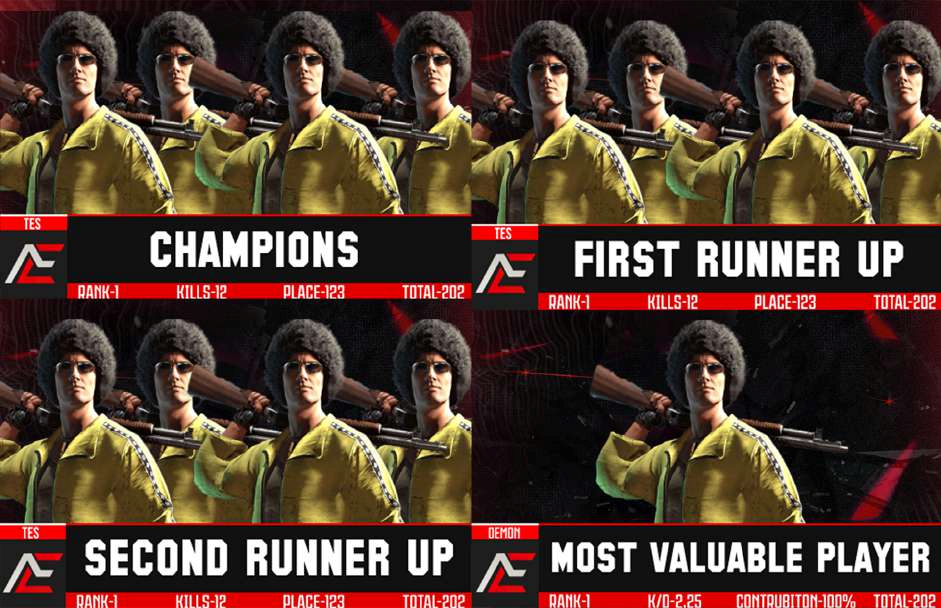 TES
CHAMPIONS
RANK-1 KILLS-12 PLACE-123 TOTAL-202
TES
FIRST RUNNER UP
RANK-1 KILLS-12 PLACE-123 TOTAL-202
TES
SECOND RUNNER UP
RANK-1 KILLS-12 PLACE-123 TOTAL-202
DEMON
MOST VALUABLE PLAYER
RANK-1 K/D-2.25 CONTRUBITON-100% TOTAL-202